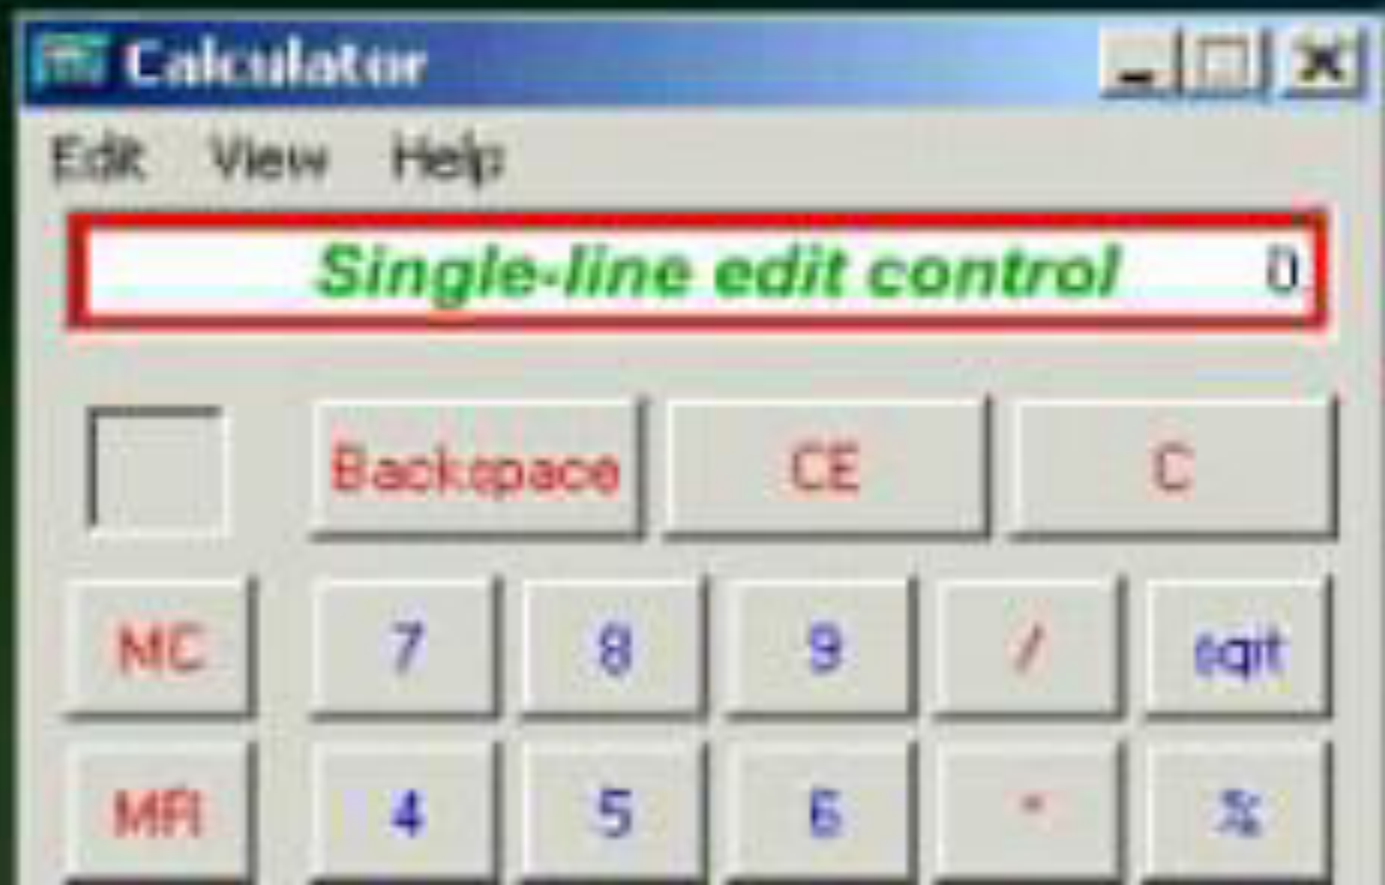 Calculator
Edit View Help
Single-line edit control 0.
Backspace CE C
MC 7 8 9 / sqrt
MR 4 5 6 * %